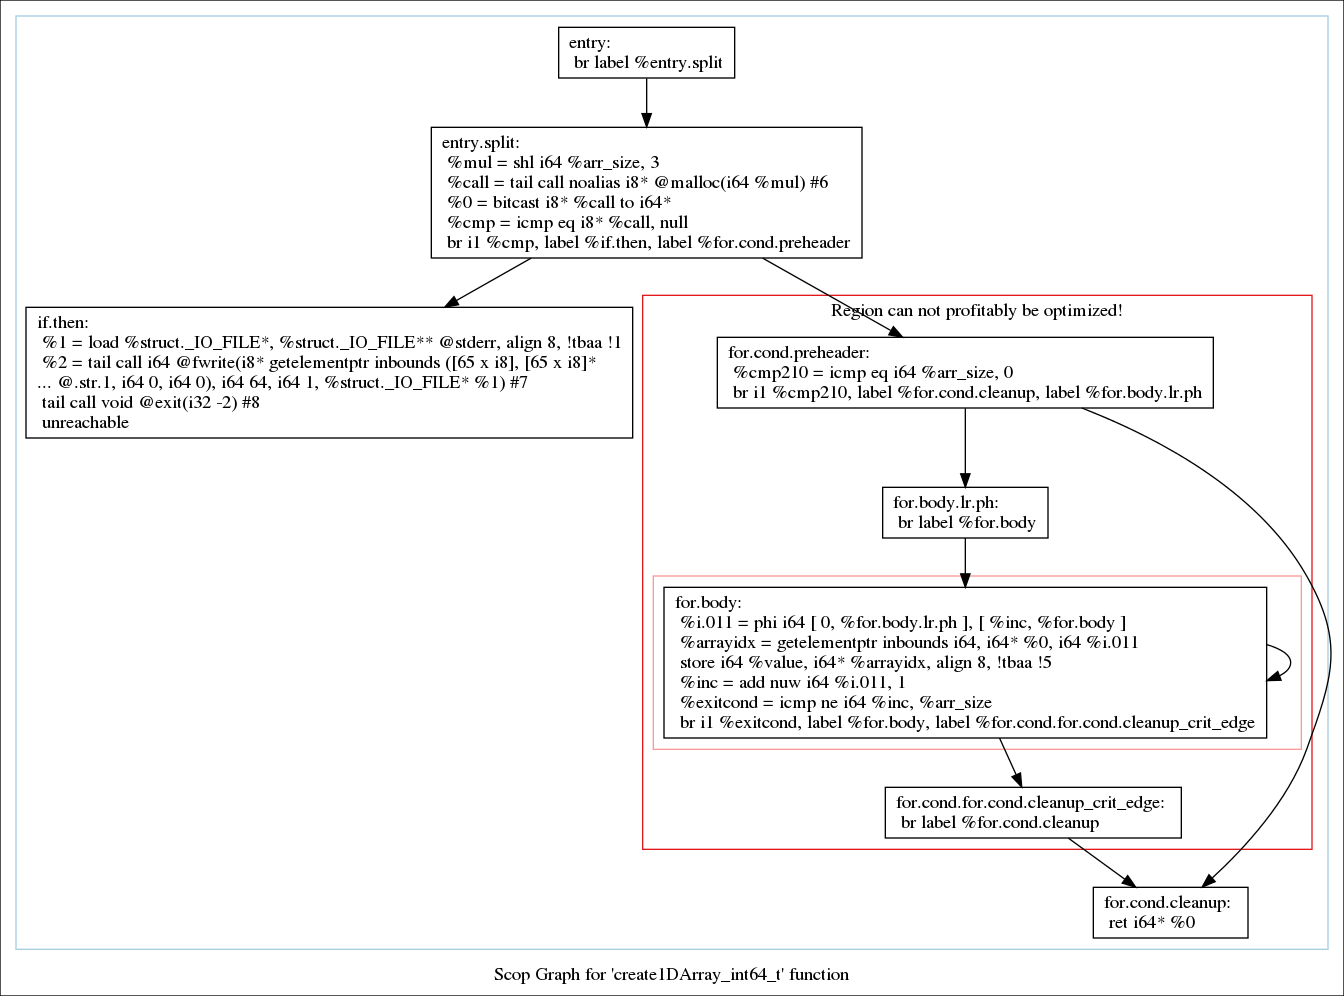 entry:
br label %entry.split
entry.split:
%mul = shl i64 %arr_size, 3
%call = tail call noalias i8* @malloc(i64 %mul) #6
%0 = bitcast i8* %call to i64*
%cmp = icmp eq i8* %call, null
br i1 %cmp, label %if.then, label %for.cond.preheader
if.then:
%1 = load %struct._IO_FILE*, %struct._IO_FILE** @stderr, align 8, !tbaa !1
%2 = tail call i64 @fwrite(i8* getelementptr inbounds ([65 x i8], [65 x i8]*
... @.str.1, i64 0, i64 0), i64 64, i64 1, %struct._IO_FILE* %1) #7
tail call void @exit(i32 -2) #8
unreachable
Region can not profitably be optimized!
for.cond.preheader:
%cmp210 = icmp eq i64 %arr_size, 0
br i1 %cmp210, label %for.cond.cleanup, label %for.body.lr.ph
for.body.lr.ph:
br label %for.body
for.body:
%i.011 = phi i64 [ 0, %for.body.lr.ph ], [ %inc, %for.body ]
%arrayidx = getelementptr inbounds i64, i64* %0, i64 %i.011
store i64 %value, i64* %arrayidx, align 8, !tbaa !5
%inc = add nuw i64 %i.011, 1
%exitcond = icmp ne i64 %inc, %arr_size
br i1 %exitcond, label %for.body, label %for.cond.for.cond.cleanup_crit_edge
for.cond.for.cond.cleanup_crit_edge:
br label %for.cond.cleanup
for.cond.cleanup:
ret i64* %0
Scop Graph for 'create1DArray_int64_t' function